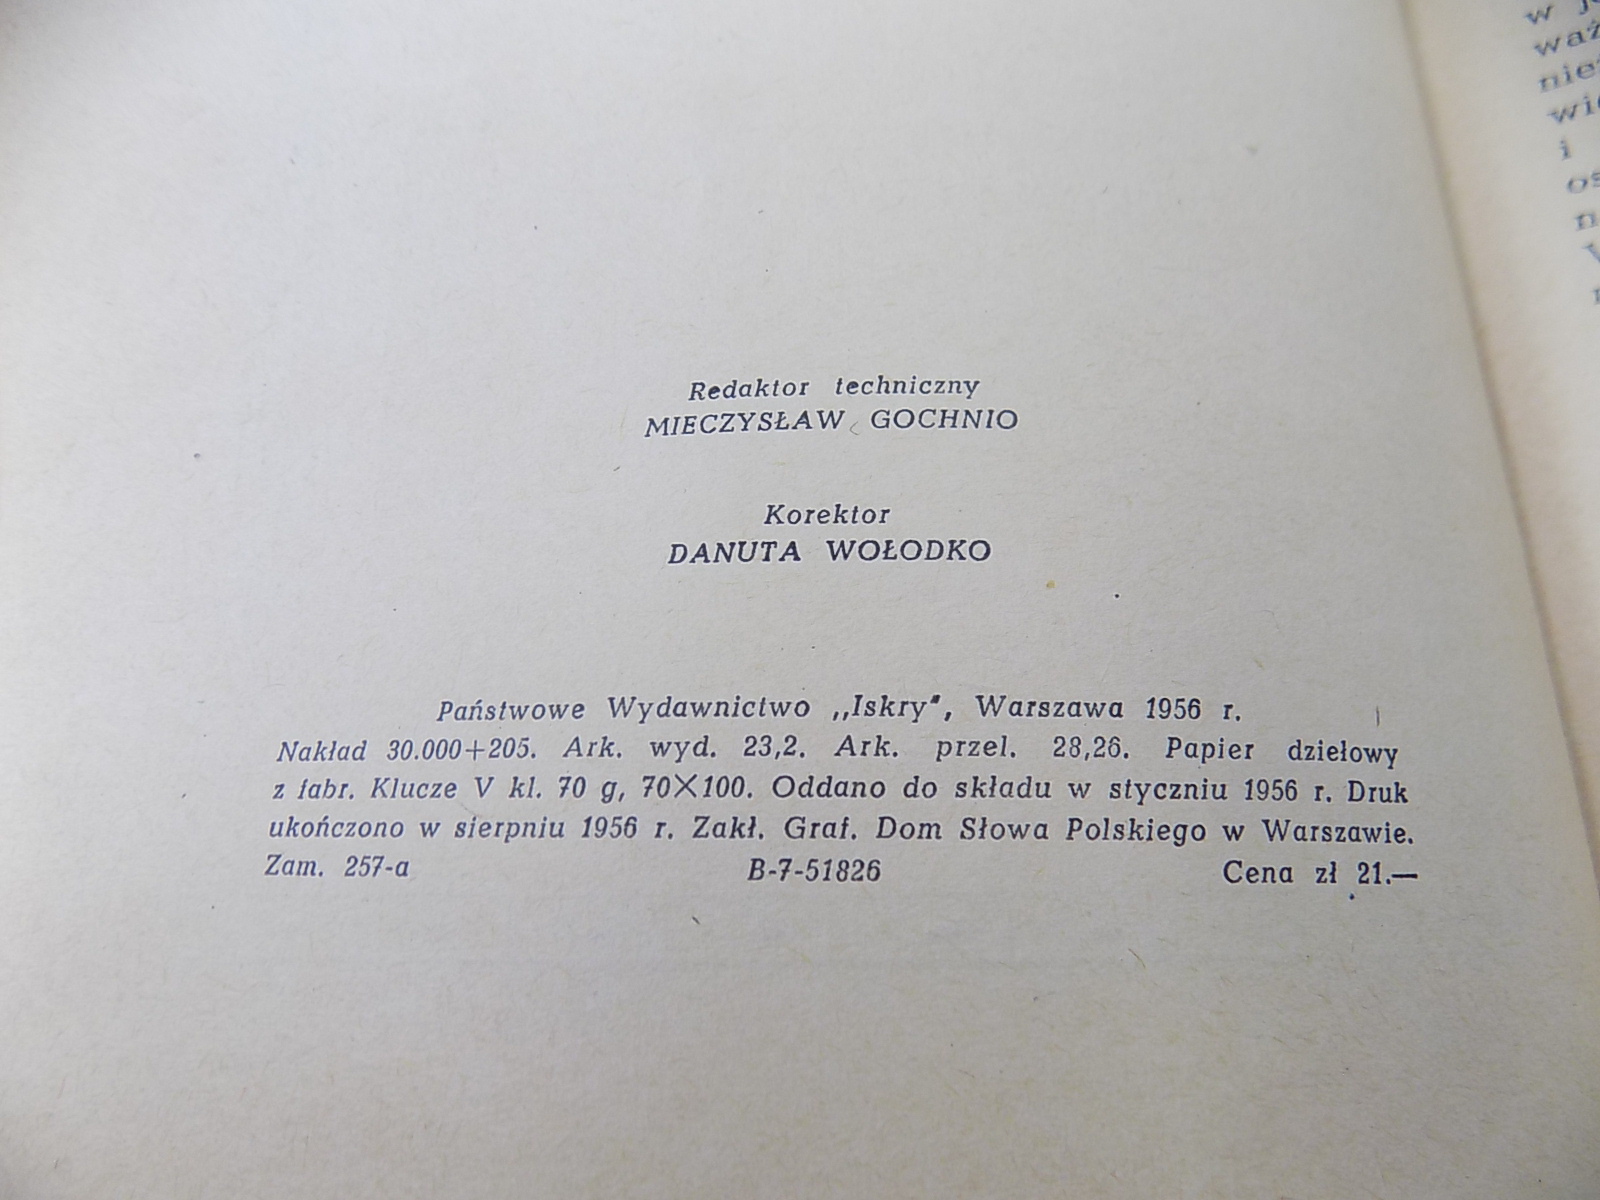 Redaktor techniczny
MIECZYSŁAW GOCHNIO
Korektor
DANUTA WOŁODKO
Państwowe Wydawnictwo „Iskry", Warszawa 1956 r.
Nakład 30.000+205. Ark. wyd. 23,2. Ark. przel. 28,26. Papier dziełowy
z fabr. Klucze V kl. 70 g, 70×100. Oddano do składu w styczniu 1956 r. Druk
ukończono w sierpniu 1956 r. Zakł. Graf. Dom Słowa Polskiego w Warszawie.
Zam. 257-a B-7-51826 Cena zł 21.—
w
i